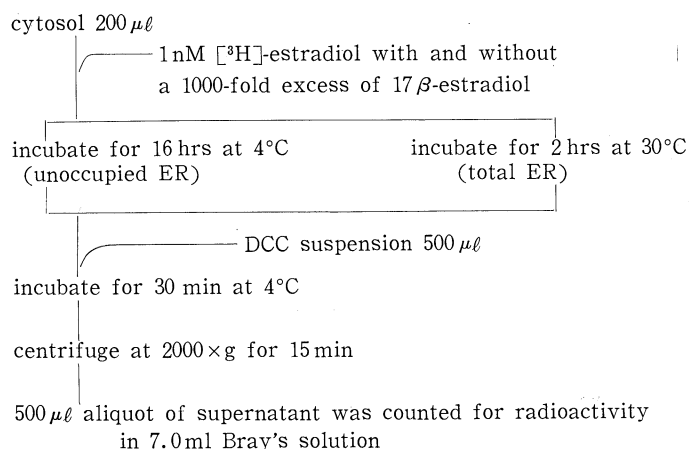 cytosol 200 μℓ
1 nM [³H]-estradiol with and without
a 1000-fold excess of 17 β-estradiol
incubate for 16 hrs at 4°C
(unoccupied ER)
incubate for 2 hrs at 30°C
(total ER)
DCC suspension 500 μℓ
incubate for 30 min at 4°C
centrifuge at 2000×g for 15 min
500 μℓ aliquot of supernatant was counted for radioactivity
in 7.0 ml Bray's solution